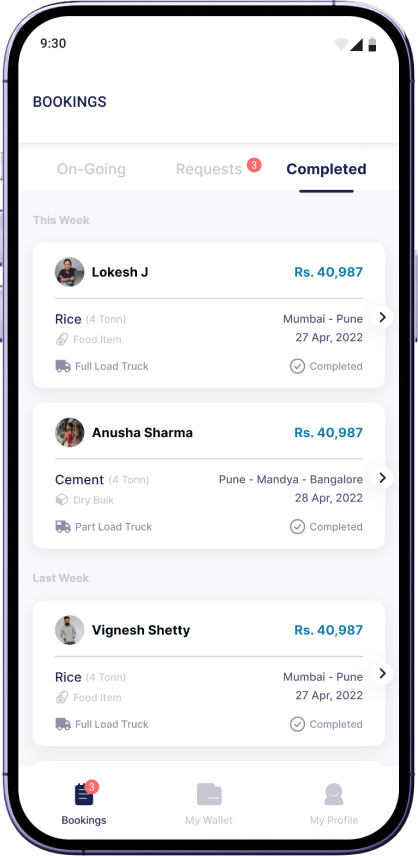 9:30
BOOKINGS
On-Going Requests 3 Completed
This Week
Lokesh J Rs. 40,987
Rice (4 Tonn) Mumbai - Pune
Food Item 27 Apr, 2022
Full Load Truck Completed
Anusha Sharma Rs. 40,987
Cement (4 Tonn) Pune - Mandya - Bangalore
Dry Bulk 28 Apr, 2022
Part Load Truck Completed
Last Week
Vignesh Shetty Rs. 40,987
Rice (4 Tonn) Mumbai - Pune
Food Item 27 Apr, 2022
Full Load Truck Completed
3
Bookings My Wallet My Profile